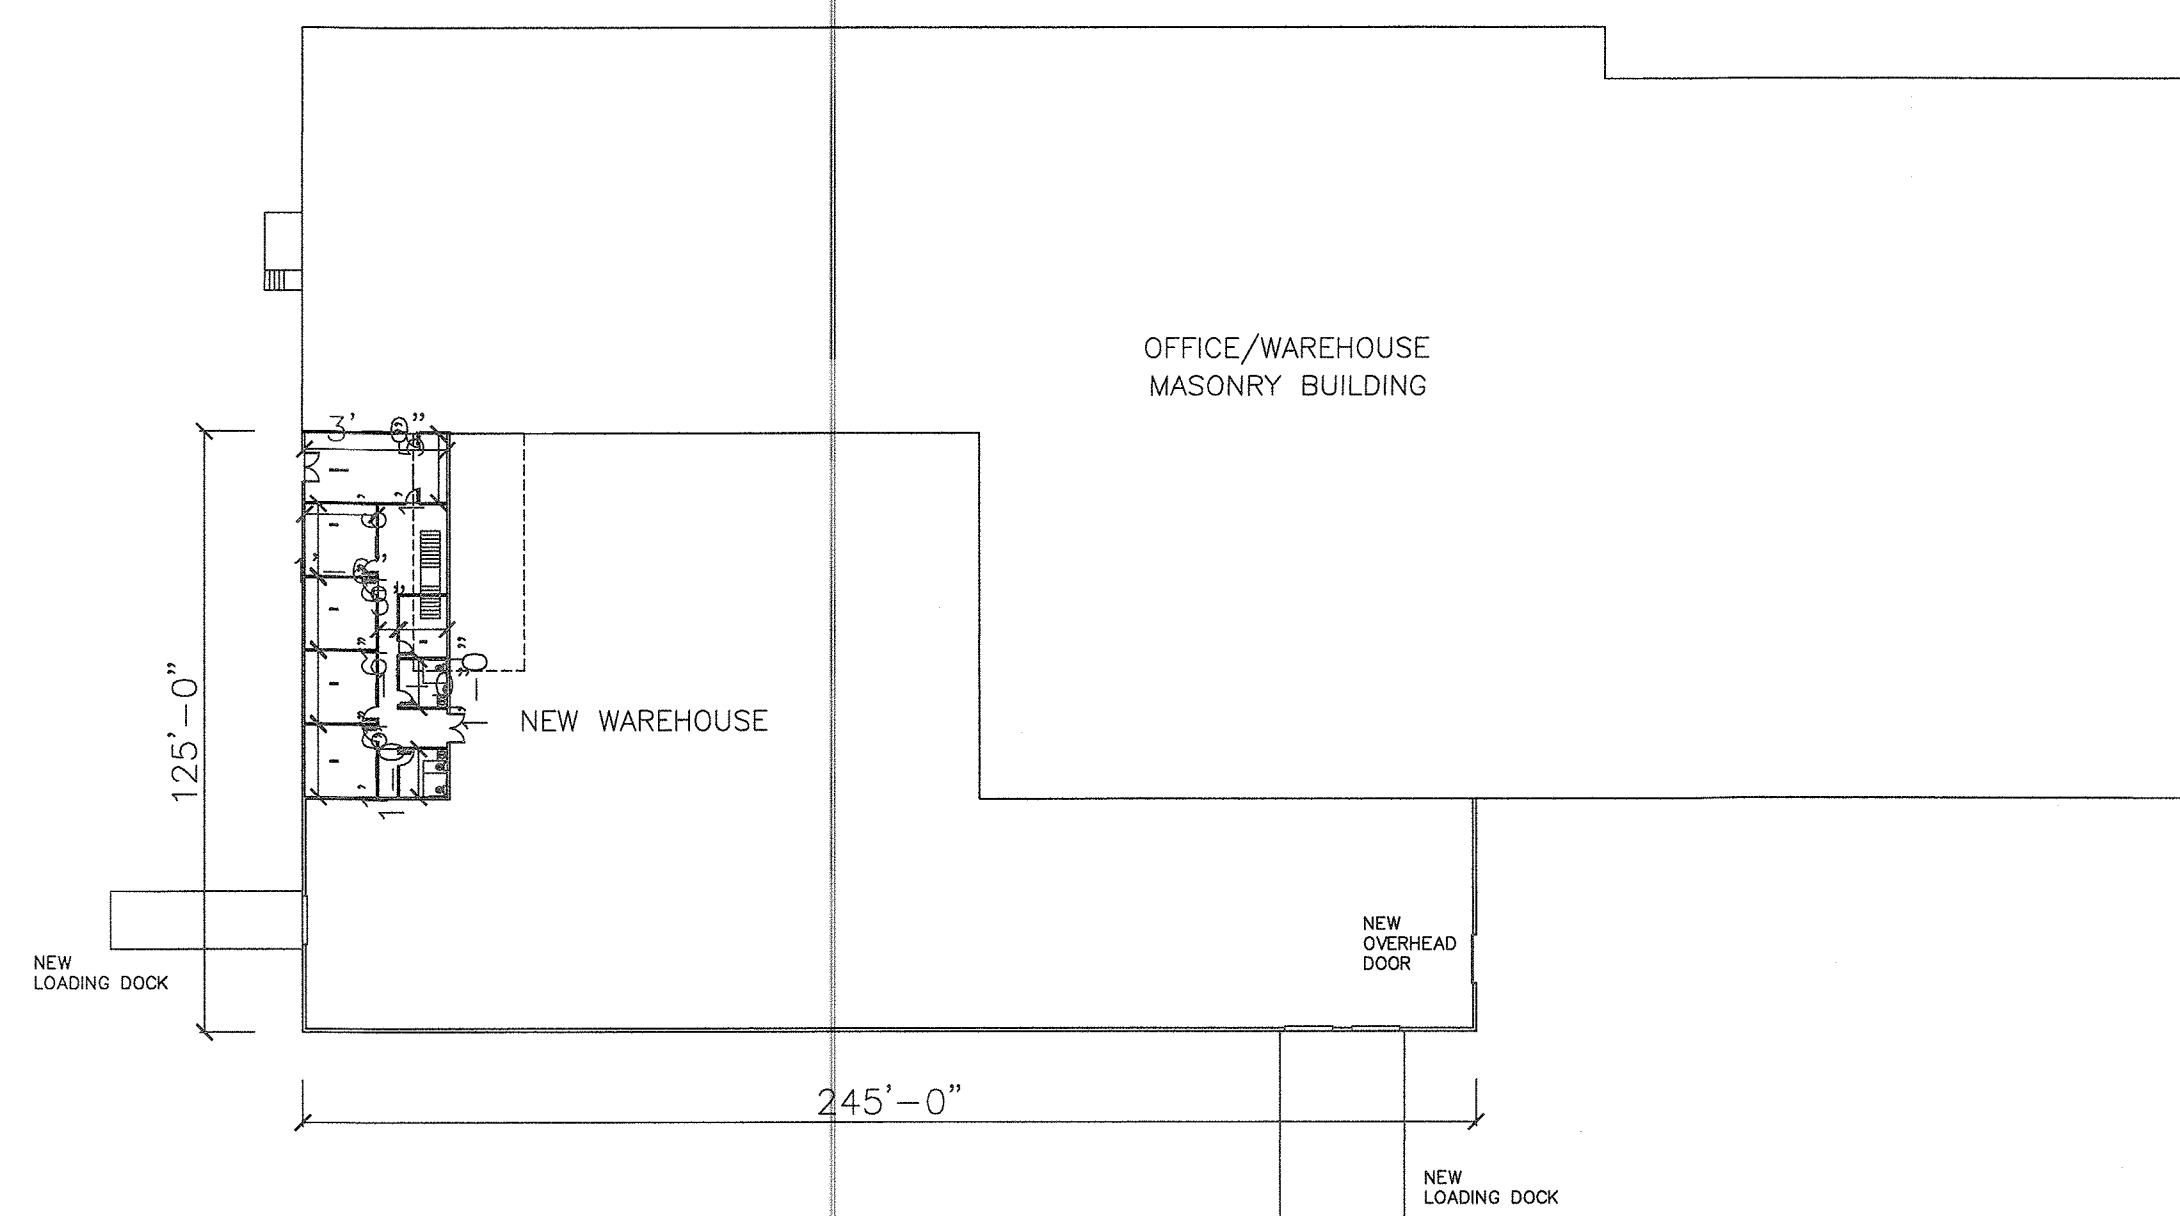 OFFICE/WAREHOUSE
MASONRY BUILDING
NEW WAREHOUSE
125'-0"
NEW
OVERHEAD
DOOR
NEW
LOADING DOCK
245'-0"
NEW
LOADING DOCK